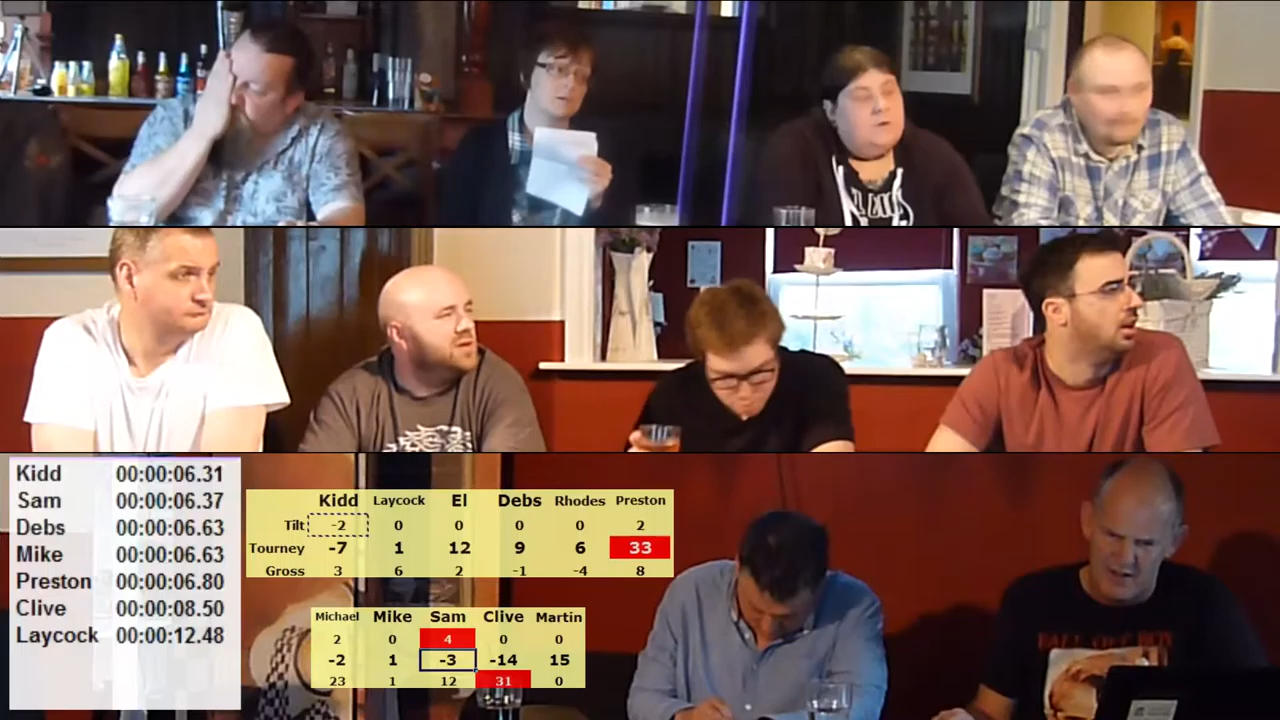 Kidd 00:00:06.31
Sam 00:00:06.37
Debs 00:00:06.63
Mike 00:00:06.63
Preston 00:00:06.80
Clive 00:00:08.50
Laycock 00:00:12.48
Kidd Laycock El Debs Rhodes Preston
Tilt -2 0 0 0 0 2
Tourney -7 1 12 9 6 33
Gross 3 6 2 -1 -4 8
Michael Mike Sam Clive Martin
2 0 4 0 0
-2 1 -3 -14 15
23 1 12 31 0
FALL OUT BOY